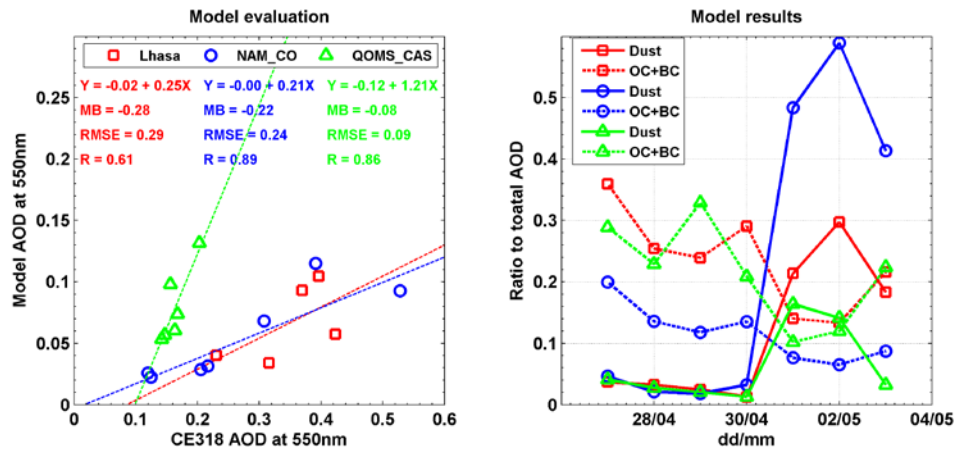 Model evaluation
Lhasa NAM_CO QOMS_CAS
Y = -0.02 + 0.25X Y = -0.00 + 0.21X Y = -0.12 + 1.21X
MB = -0.28 MB = -0.22 MB = -0.08
RMSE = 0.29 RMSE = 0.24 RMSE = 0.09
R = 0.61 R = 0.89 R = 0.86
Model AOD at 550nm
0.25
0.2
0.15
0.1
0.05
0
0 0.1 0.2 0.3 0.4 0.5 0.6
CE318 AOD at 550nm
Model results
Dust
OC+BC
Dust
OC+BC
Dust
OC+BC
Ratio to toatal AOD
0.5
0.4
0.3
0.2
0.1
0
28/04 30/04 02/05 04/05
dd/mm